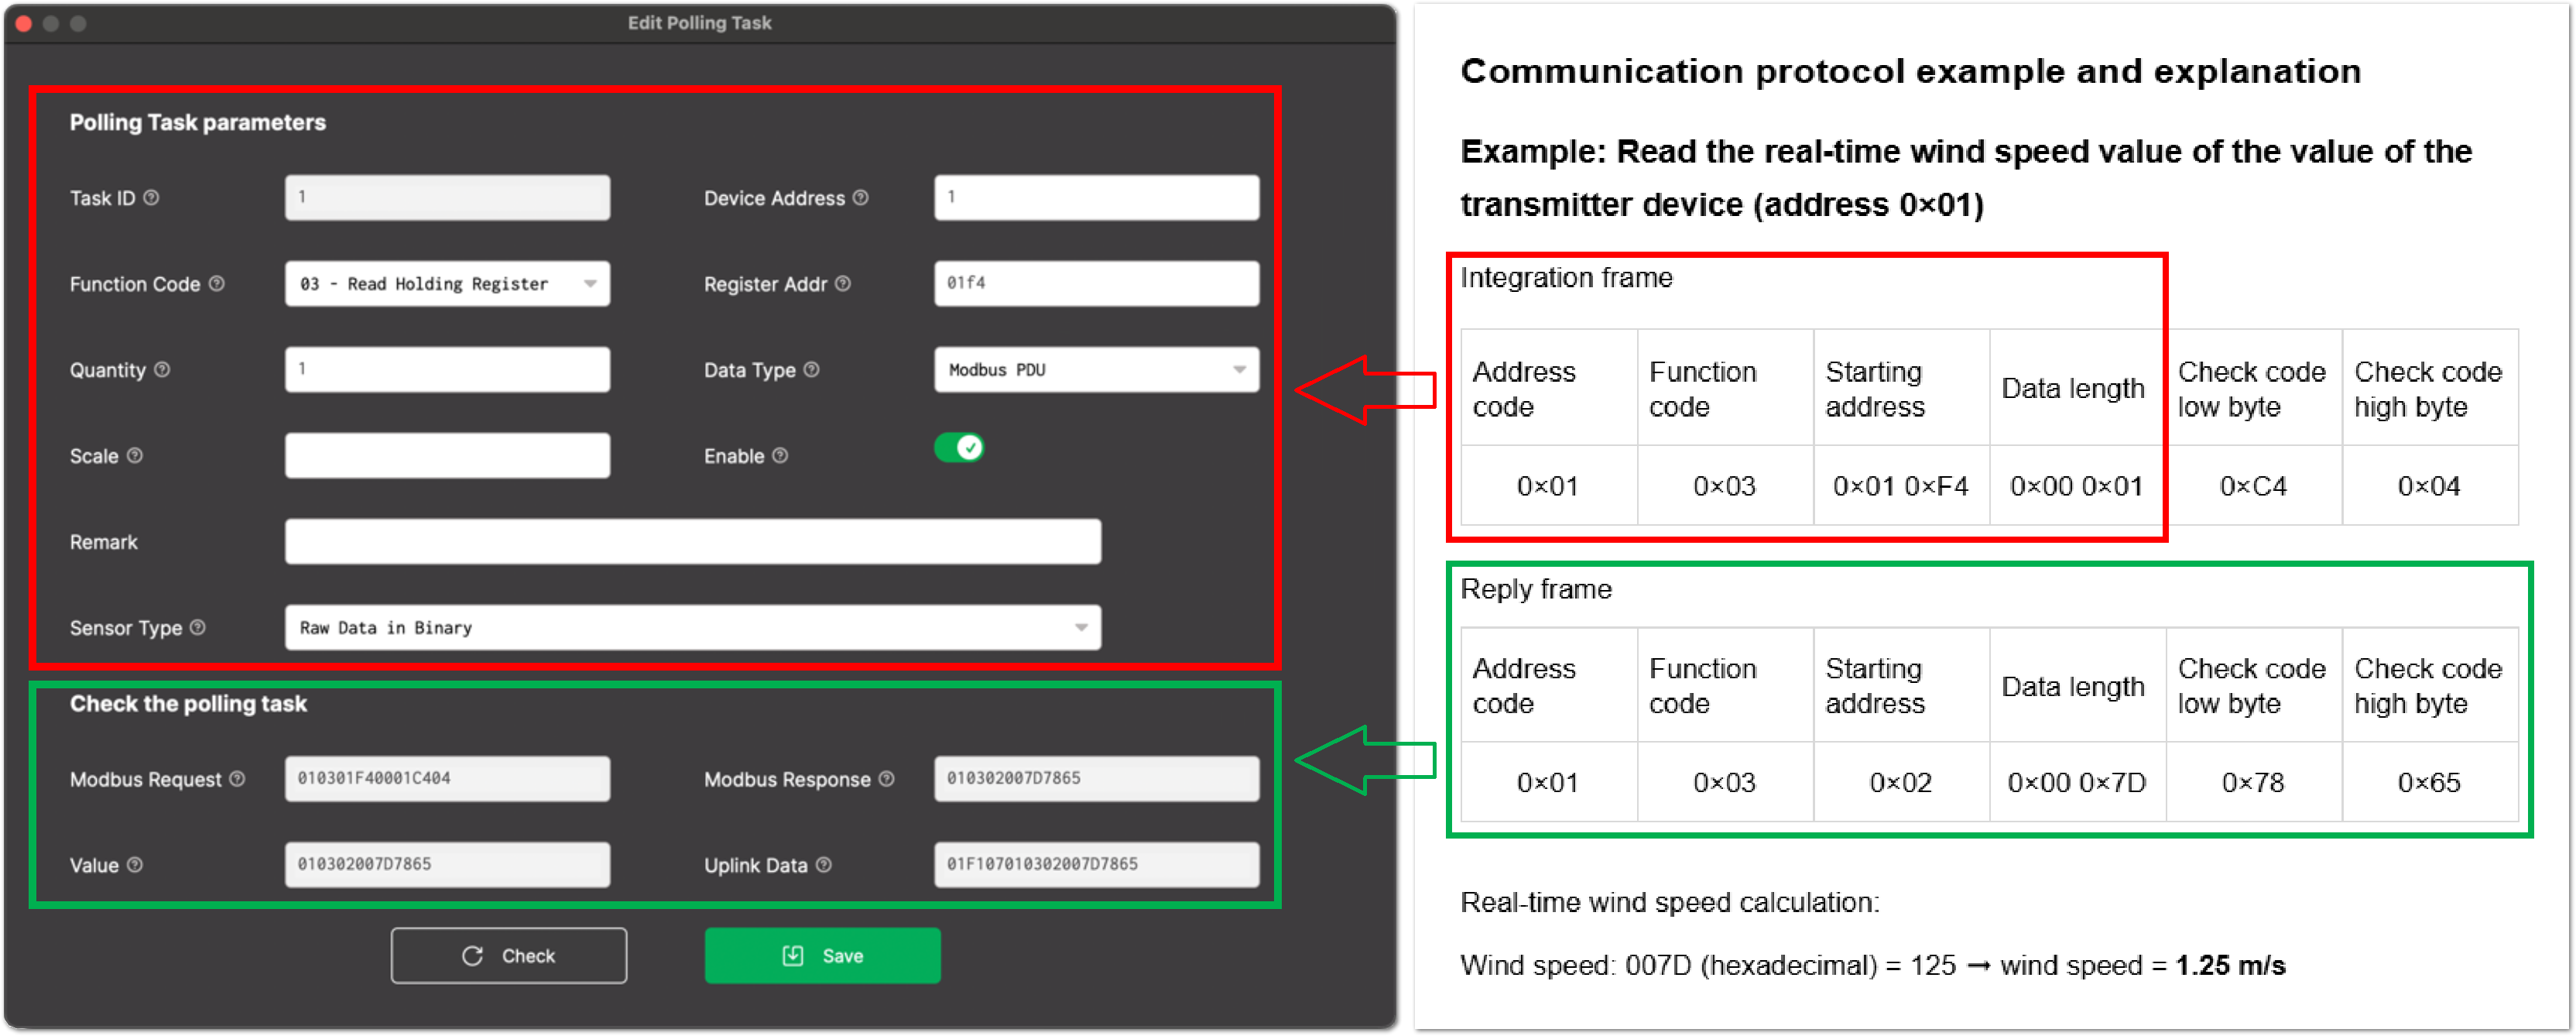 Edit Polling Task
Polling Task parameters
Task ID 1
Device Address 1
Function Code 03 - Read Holding Register
Register Addr 01f4
Quantity 1
Data Type Modbus PDU
Scale
Enable
Remark
Sensor Type Raw Data in Binary
Check the polling task
Modbus Request 010301F40001C404
Modbus Response 010302007D7865
Value 010302007D7865
Uplink Data 01F107010302007D7865
Check
Save
Communication protocol example and explanation
Example: Read the real-time wind speed value of the value of the
transmitter device (address 0×01)
Integration frame
Address code
Function code
Starting address
Data length
Check code low byte
Check code high byte
0×01
0×03
0×01 0×F4
0×00 0×01
0×C4
0×04
Reply frame
Address code
Function code
Starting address
Data length
Check code low byte
Check code high byte
0×01
0×03
0×02
0×00 0×7D
0×78
0×65
Real-time wind speed calculation:
Wind speed: 007D (hexadecimal) = 125 → wind speed = 1.25 m/s